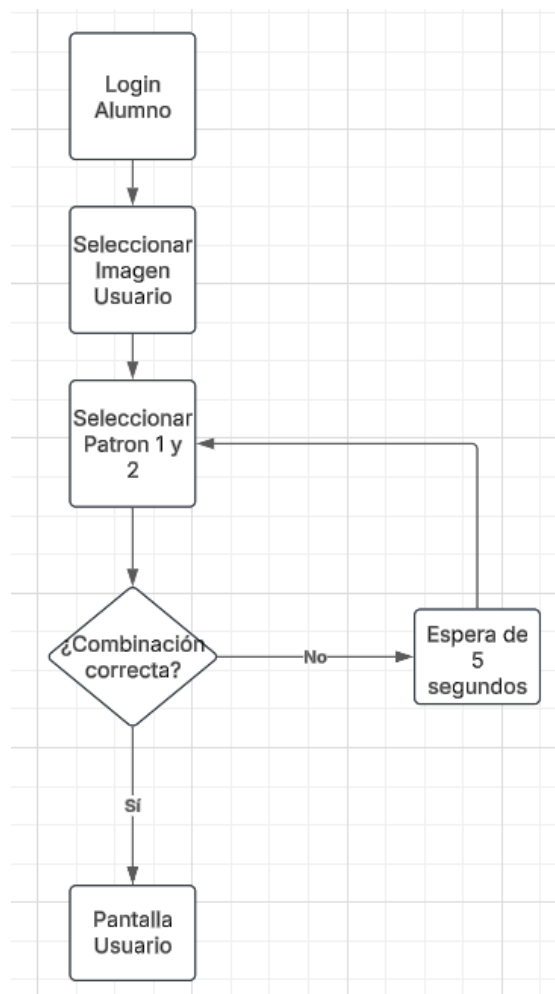 Login
Alumno
Seleccionar
Imagen
Usuario
Seleccionar
Patron 1 y
2
¿Combinación
correcta?
No
Espera de
5
segundos
Sí
Pantalla
Usuario